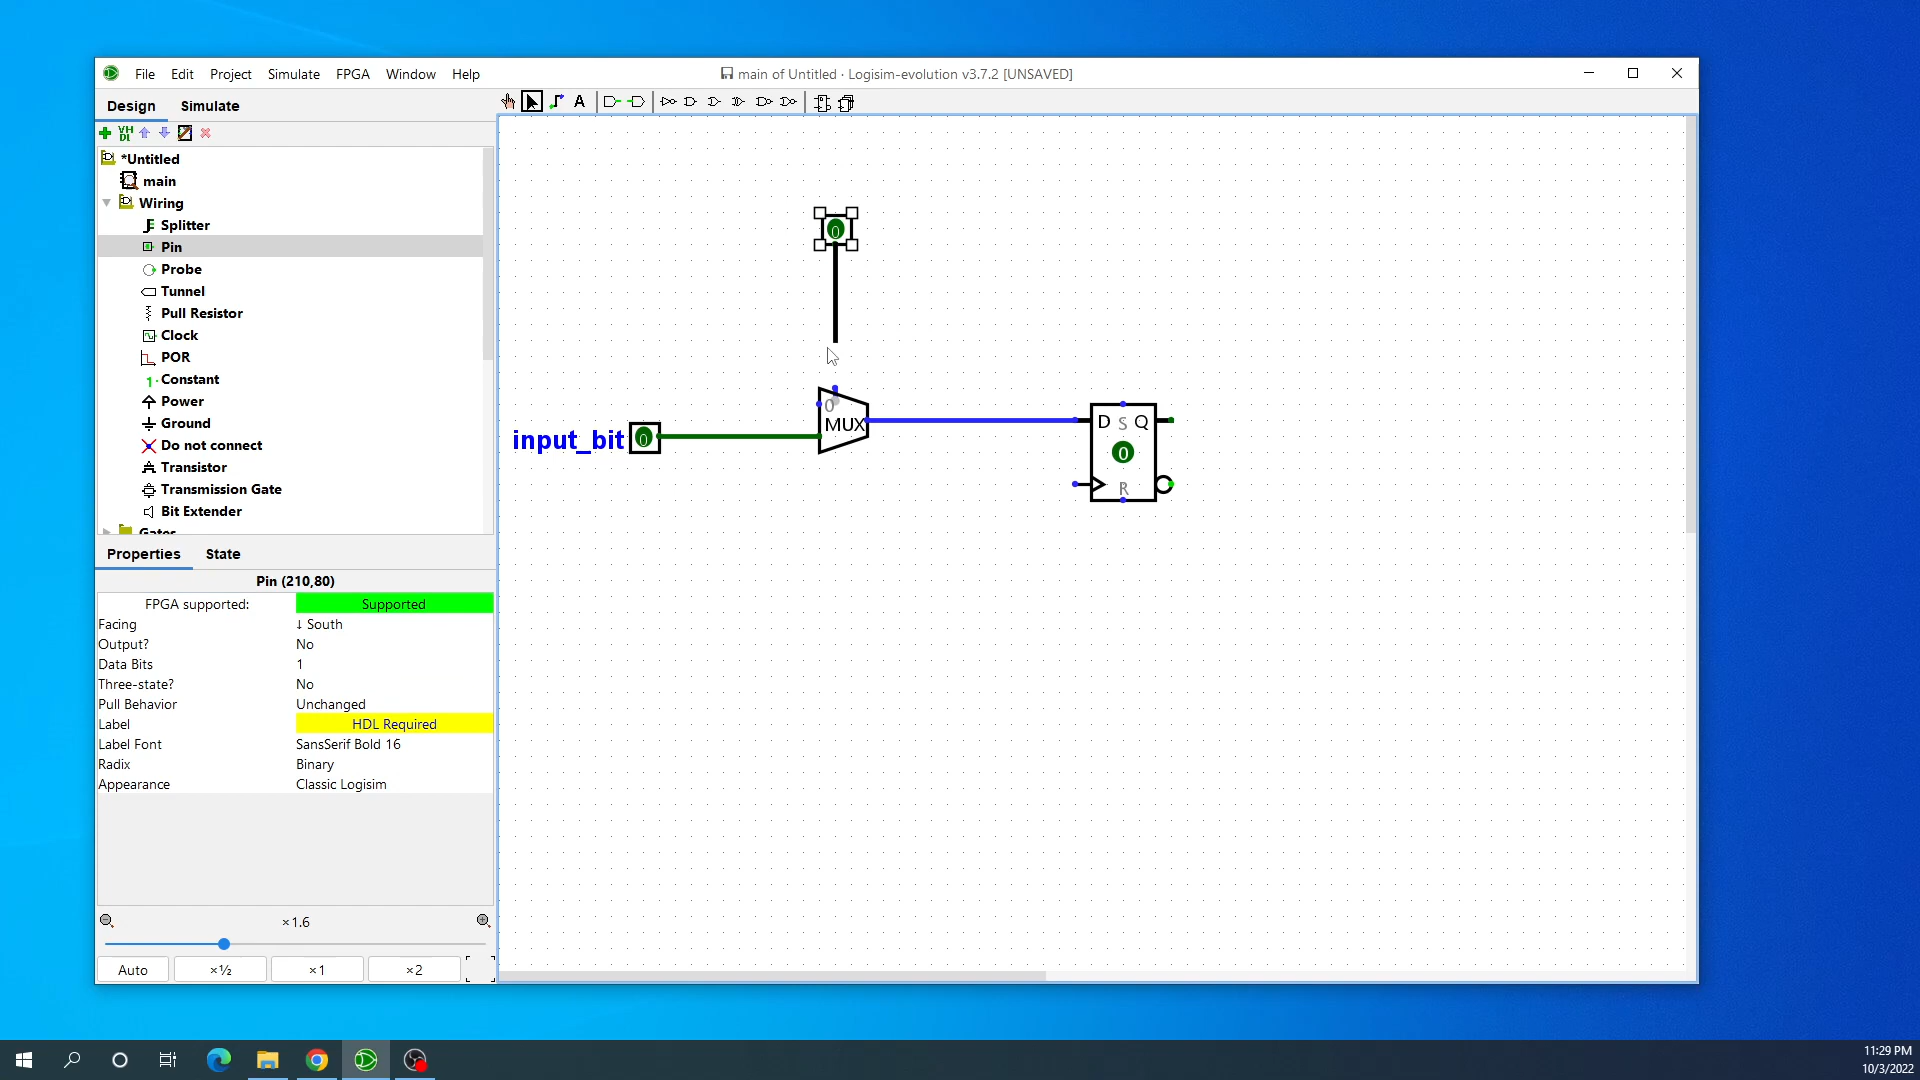 File Edit Project Simulate FPGA Window Help
main of Untitled · Logisim-evolution v3.7.2 [UNSAVED]
Design Simulate
A
VH
DL
*Untitled
main
Wiring
Splitter
Pin
Probe
Tunnel
Pull Resistor
Clock
POR
1 Constant
Power
Ground
Do not connect
Transistor
Transmission Gate
Bit Extender
Gates
Properties State
Pin (210,80)
FPGA supported: Supported
Facing ↓ South
Output? No
Data Bits 1
Three-state? No
Pull Behavior Unchanged
Label HDL Required
Label Font SansSerif Bold 16
Radix Binary
Appearance Classic Logisim
×1.6
Auto ×½ ×1 ×2
0
0
MUX
input_bit 0
D S Q
0
R
11:29 PM
10/3/2022